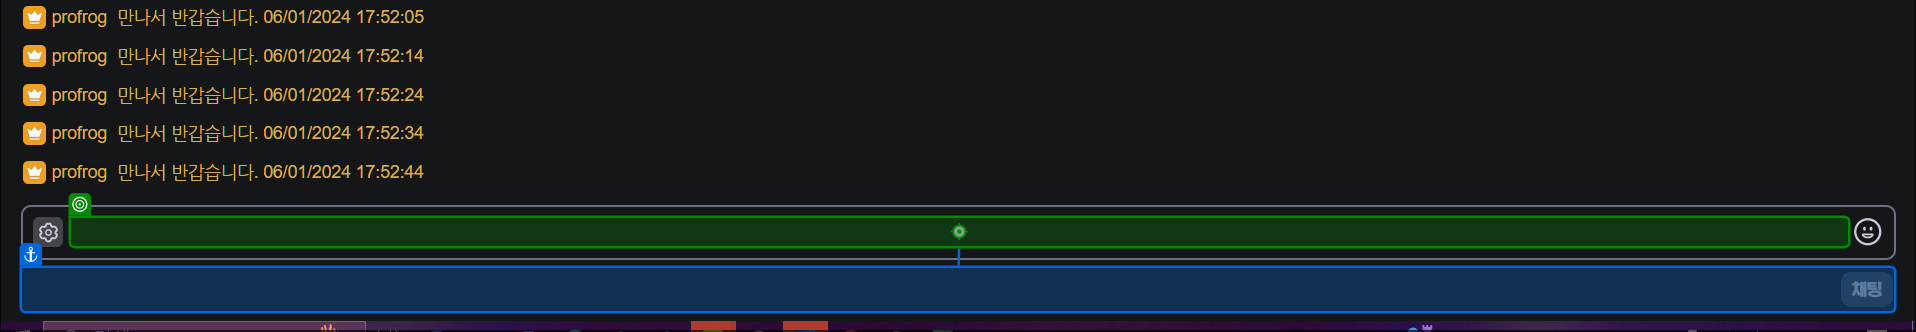 profrog 만나서 반갑습니다. 06/01/2024 17:52:05
profrog 만나서 반갑습니다. 06/01/2024 17:52:14
profrog 만나서 반갑습니다. 06/01/2024 17:52:24
profrog 만나서 반갑습니다. 06/01/2024 17:52:34
profrog 만나서 반갑습니다. 06/01/2024 17:52:44
채팅